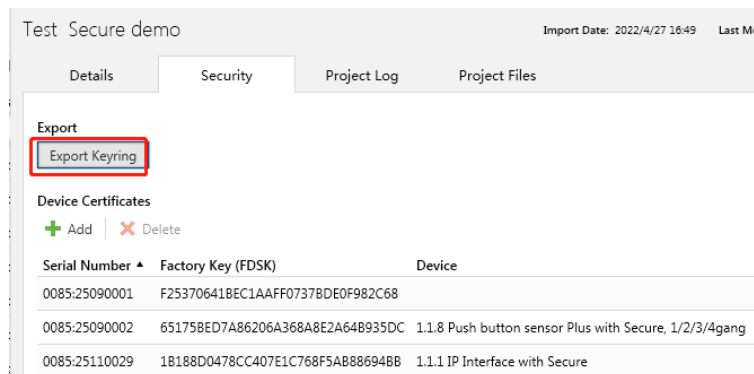 Test Secure demo Import Date: 2022/4/27 16:49 Last M
Details Security Project Log Project Files
Export
Export Keyring
Device Certificates
Add Delete
Serial Number Factory Key (FDSK) Device
0085:25090001 F25370641BEC1AAFF0737BDE0F982C68
0085:25090002 65175BED7A86206A368A8E2A64B935DC 1.1.8 Push button sensor Plus with Secure, 1/2/3/4gang
0085:25110029 1B188D0478CC407E1C768F5AB88694BB 1.1.1 IP Interface with Secure